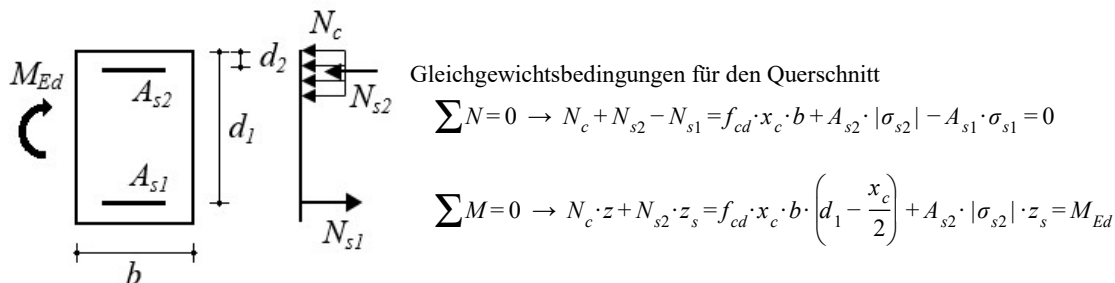 N_c
d_2
M_Ed
A_s2
N_s2
d_1
A_s1
N_s1
b
Gleichgewichtsbedingungen für den Querschnitt
∑N=0 → N_c+N_s2−N_s1=f_cd·x_c·b+A_s2·|σ_s2|−A_s1·σ_s1=0
∑M=0 → N_c·z+N_s2·z_s=f_cd·x_c·b·(d_1−x_c/2)+A_s2·|σ_s2|·z_s=M_Ed